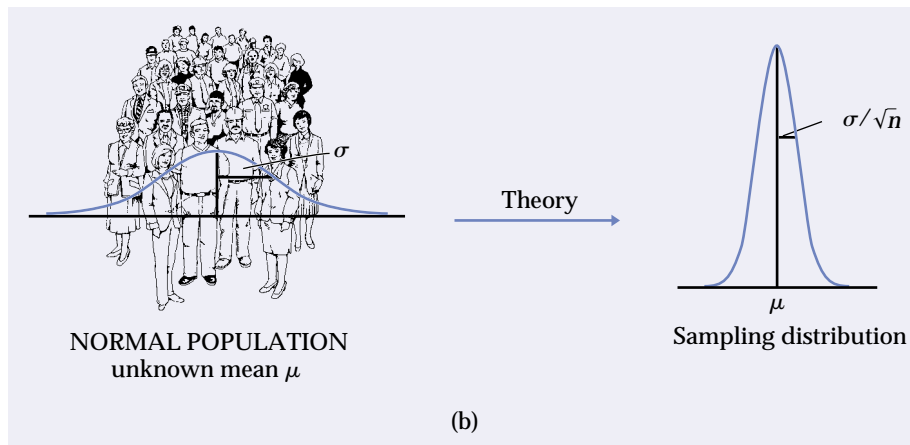 σ
NORMAL POPULATION
unknown mean μ
Theory
σ/√n
μ
Sampling distribution
(b)